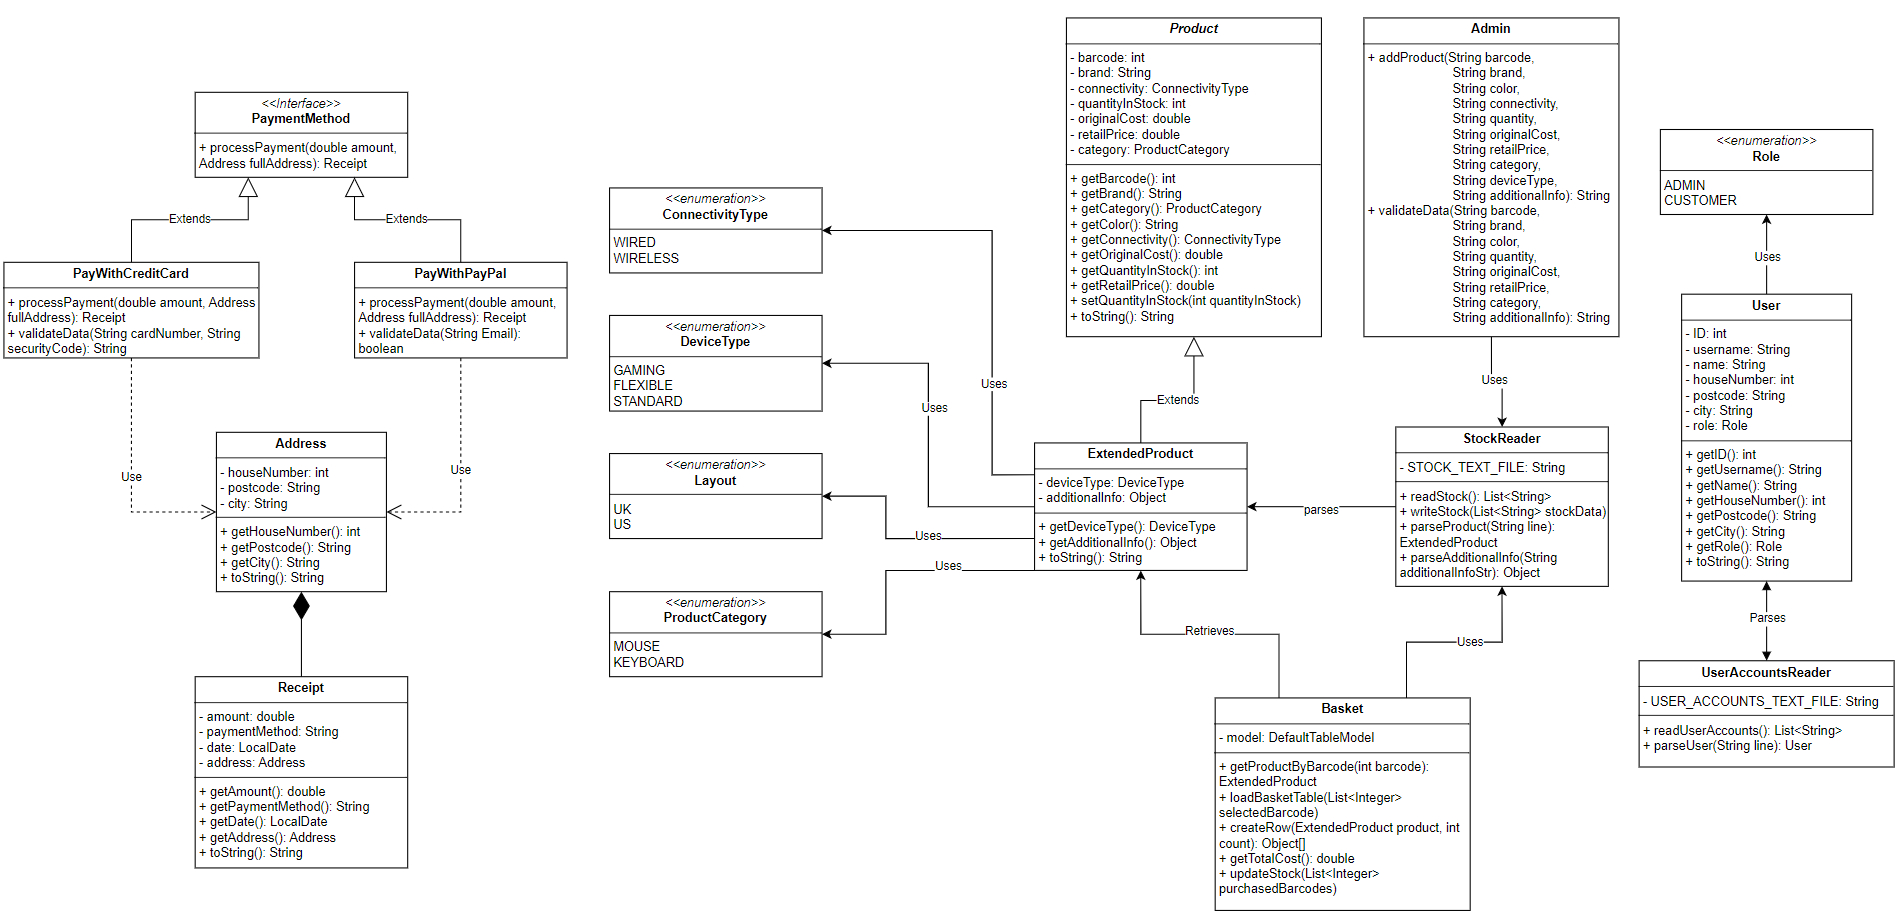 <<Interface>>
PaymentMethod
+ processPayment(double amount,
Address fullAddress): Receipt
Extends
Extends
PayWithCreditCard
+ processPayment(double amount, Address
fullAddress): Receipt
+ validateData(String cardNumber, String
securityCode): String
PayWithPayPal
+ processPayment(double amount,
Address fullAddress): Receipt
+ validateData(String Email):
boolean
Use
Use
Address
- houseNumber: int
- postcode: String
- city: String
+ getHouseNumber(): int
+ getPostcode(): String
+ getCity(): String
+ toString(): String
Receipt
- amount: double
- paymentMethod: String
- date: LocalDate
- address: Address
+ getAmount(): double
+ getPaymentMethod(): String
+ getDate(): LocalDate
+ getAddress(): Address
+ toString(): String
<<enumeration>>
ConnectivityType
WIRED
WIRELESS
<<enumeration>>
DeviceType
GAMING
FLEXIBLE
STANDARD
<<enumeration>>
Layout
UK
US
<<enumeration>>
ProductCategory
MOUSE
KEYBOARD
Uses
Uses
Uses
Uses
Product
- barcode: int
- brand: String
- connectivity: ConnectivityType
- quantityInStock: int
- originalCost: double
- retailPrice: double
- category: ProductCategory
+ getBarcode(): int
+ getBrand(): String
+ getCategory(): ProductCategory
+ getColor(): String
+ getConnectivity(): ConnectivityType
+ getOriginalCost(): double
+ getQuantityInStock(): int
+ getRetailPrice(): double
+ setQuantityInStock(int quantityInStock)
+ toString(): String
Extends
ExtendedProduct
- deviceType: DeviceType
- additionalInfo: Object
+ getDeviceType(): DeviceType
+ getAdditionalInfo(): Object
+ toString(): String
Retrieves
parses
Uses
Basket
- model: DefaultTableModel
+ getProductByBarcode(int barcode):
ExtendedProduct
+ loadBasketTable(List<Integer>
selectedBarcode)
+ createRow(ExtendedProduct product, int
count): Object[]
+ getTotalCost(): double
+ updateStock(List<Integer>
purchasedBarcodes)
Admin
+ addProduct(String barcode,
String brand,
String color,
String connectivity,
String quantity,
String originalCost,
String retailPrice,
String category,
String deviceType,
String additionalInfo): String
+ validateData(String barcode,
String brand,
String color,
String quantity,
String originalCost,
String retailPrice,
String category,
String additionalInfo): String
Uses
StockReader
- STOCK_TEXT_FILE: String
+ readStock(): List<String>
+ writeStock(List<String> stockData)
+ parseProduct(String line):
ExtendedProduct
+ parseAdditionalInfo(String
additionalInfoStr): Object
<<enumeration>>
Role
ADMIN
CUSTOMER
Uses
User
- ID: int
- username: String
- name: String
- houseNumber: int
- postcode: String
- city: String
- role: Role
+ getID(): int
+ getUsername(): String
+ getName(): String
+ getHouseNumber(): int
+ getPostcode(): String
+ getCity(): String
+ getRole(): Role
+ toString(): String
Parses
UserAccountsReader
- USER_ACCOUNTS_TEXT_FILE: String
+ readUserAccounts(): List<String>
+ parseUser(String line): User